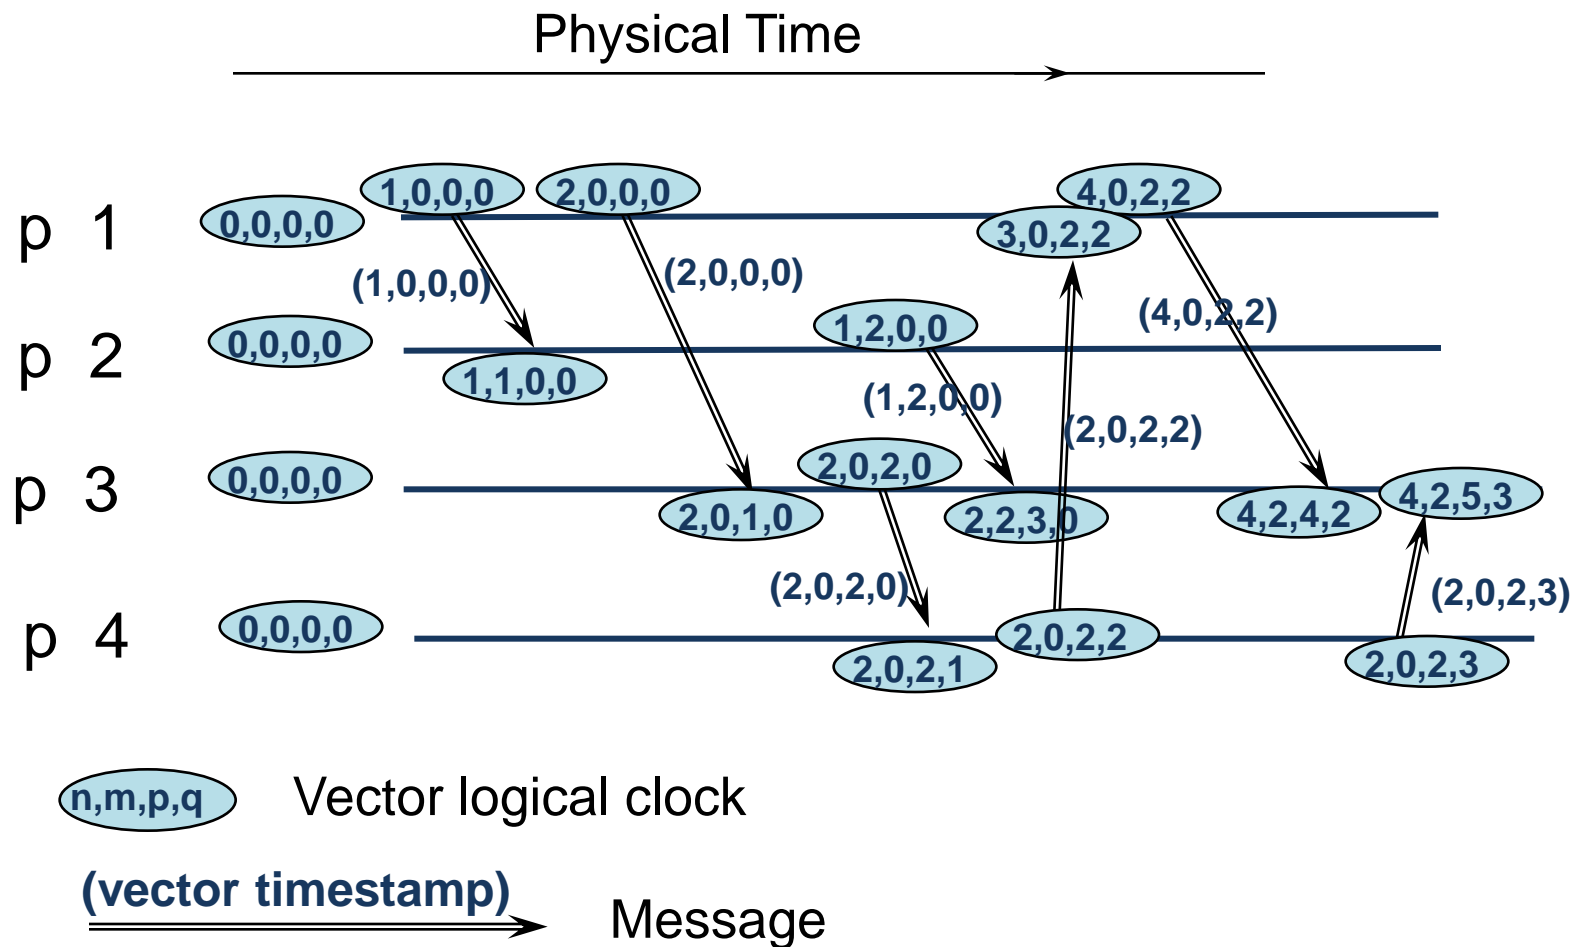 Physical Time
p 1
0,0,0,0
1,0,0,0
2,0,0,0
3,0,2,2
4,0,2,2
(1,0,0,0)
(2,0,0,0)
(4,0,2,2)
p 2
0,0,0,0
1,1,0,0
1,2,0,0
(1,2,0,0)
(2,0,2,2)
p 3
0,0,0,0
2,0,1,0
2,0,2,0
2,2,3,0
4,2,4,2
4,2,5,3
(2,0,2,0)
(2,0,2,3)
p 4
0,0,0,0
2,0,2,1
2,0,2,2
2,0,2,3
n,m,p,q
Vector logical clock
(vector timestamp)
Message